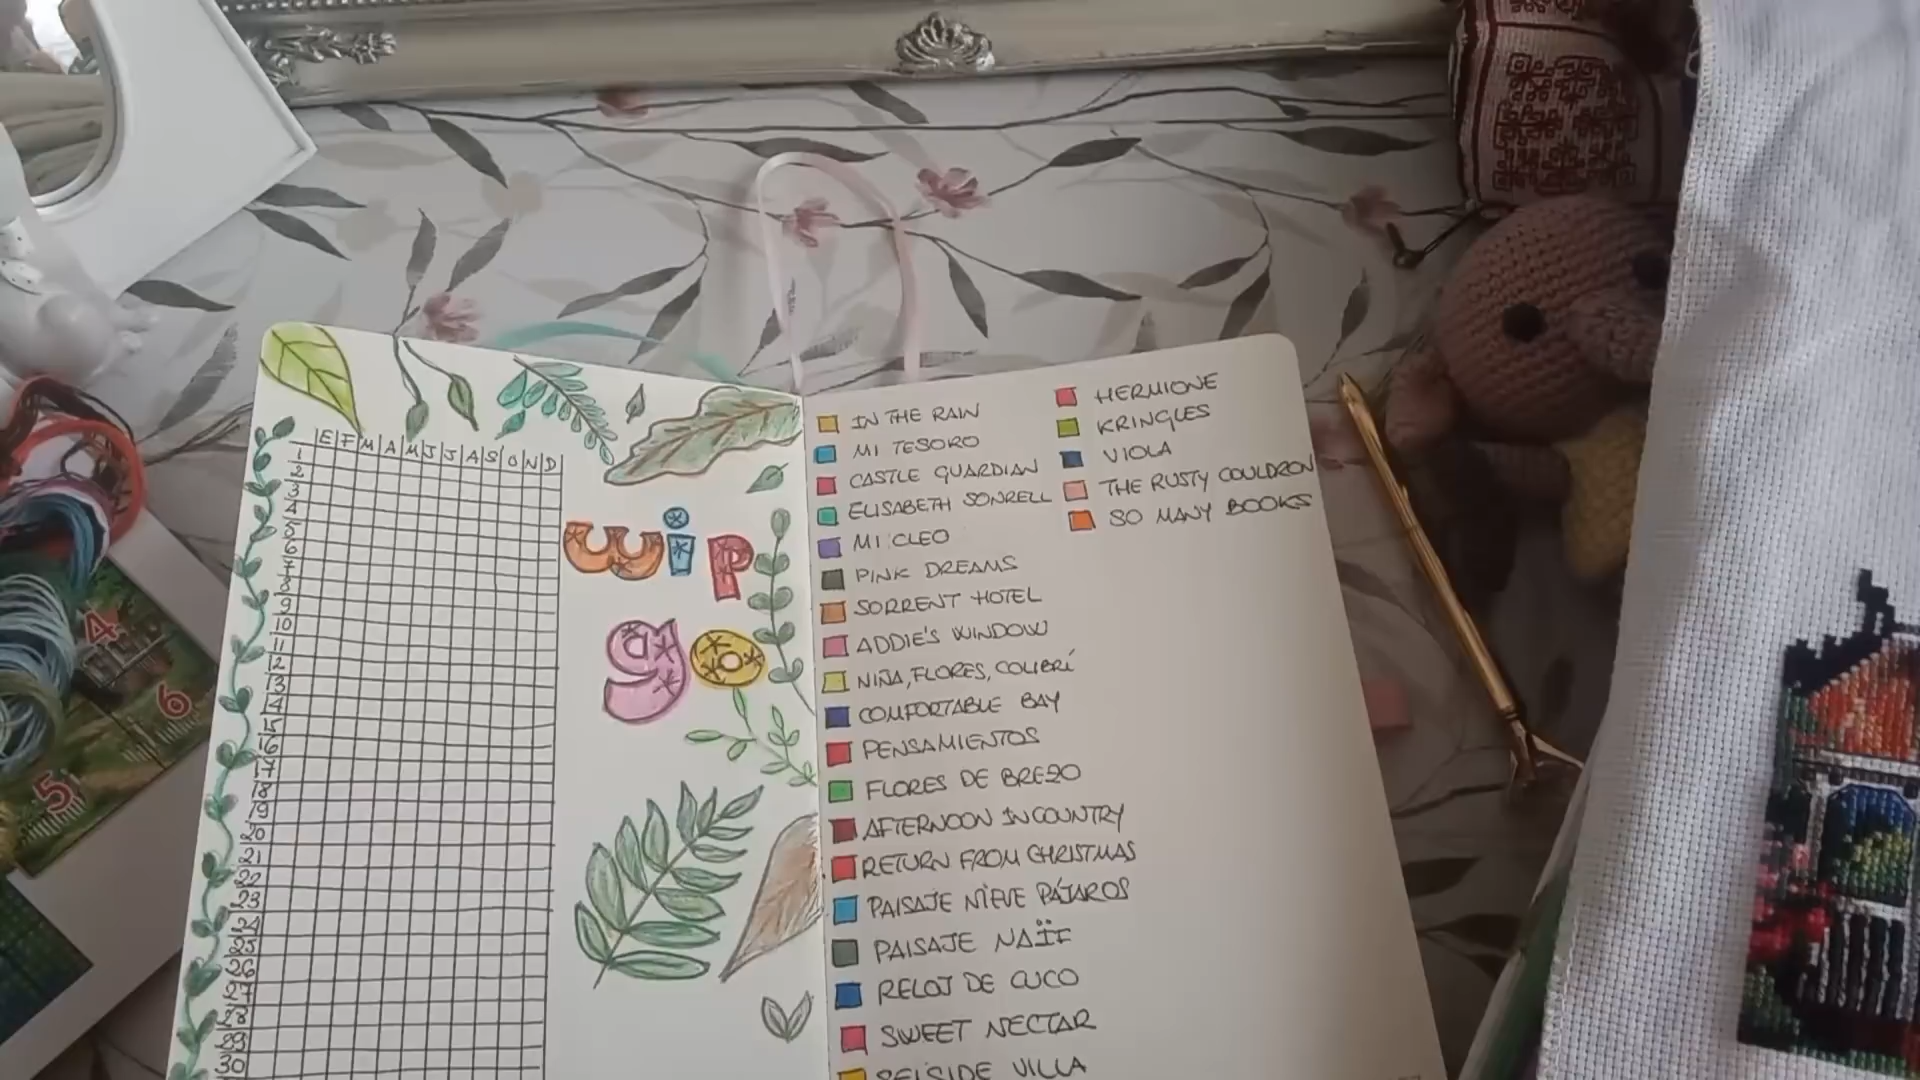 E F M A M J J A S O N D
1
2
3
4
5
6
7
8
9
10
11
12
13
14
15
16
17
18
19
20
21
22
23
24
25
26
27
28
29
30
wip
go
IN THE RAIN
MI TESORO
CASTLE GUARDIAN
ELISABETH SONRELL
MI CLEO
PINK DREAMS
SORRENT HOTEL
ADDIE'S WINDOW
NIÑA, FLORES, COLIBRÍ
COMFORTABLE BAY
PENSAMIENTOS
FLORES DE BREZO
AFTERNOON IN COUNTRY
RETURN FROM CHRISTMAS
PAISAJE NIEVE PÁJAROS
PAISAJE NAÏF
RELOJ DE CUCO
SWEET NECTAR
VILLA
HERMIONE
KRINGLES
VIOLA
THE RUSTY COULDRON
SO MANY BOOKS
4
6
5